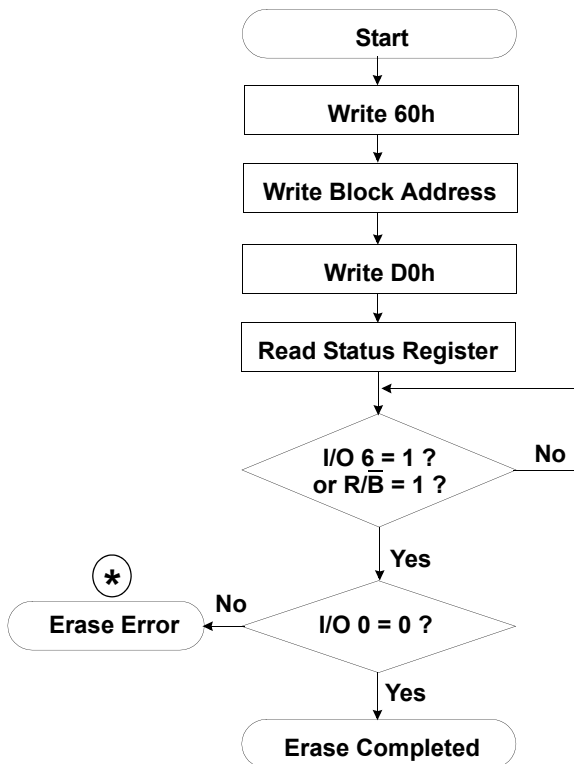 Start
Write 60h
Write Block Address
Write D0h
Read Status Register
I/O 6 = 1 ?
or R/B̅ = 1 ?
No
Yes
*
No
Erase Error
I/O 0 = 0 ?
Yes
Erase Completed